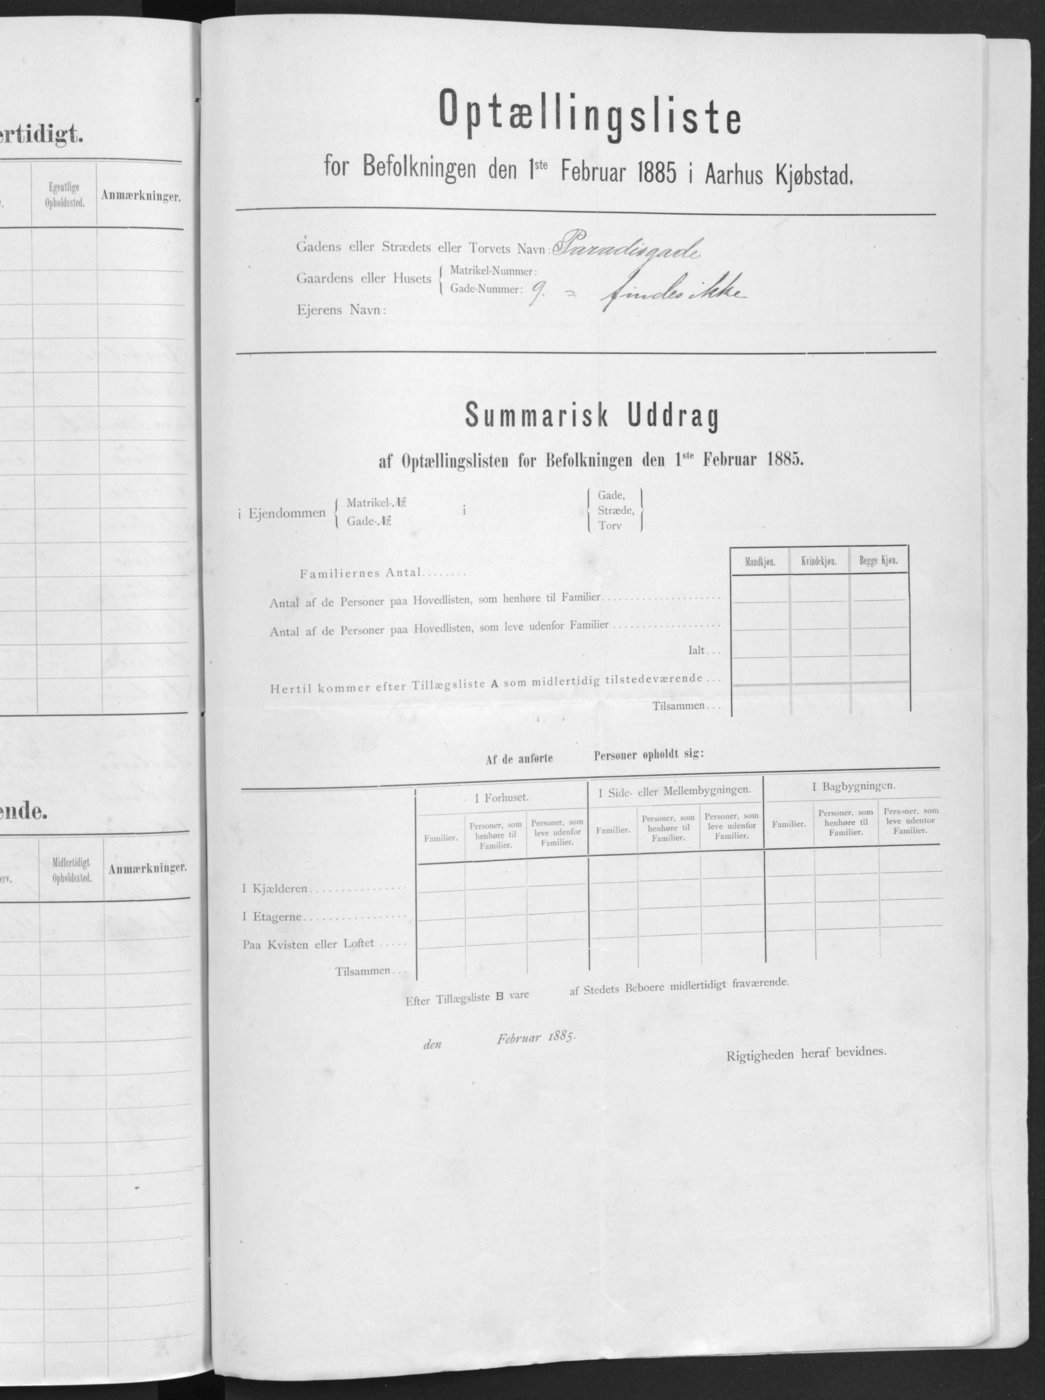 ertidigt.
Egentlige Opholdssted.
Anmærkninger.
ende.
erv.
Midlertidigt Opholdssted.
Anmærkninger.
Optællingsliste
for Befolkningen den 1ste Februar 1885 i Aarhus Kjøbstad.
Gadens eller Strædets eller Torvets Navn: Paradisgade
Gaardens eller Husets { Matrikel-Nummer:
Gade-Nummer: 9. = findes ikke
Ejerens Navn:
Summarisk Uddrag
af Optællingslisten for Befolkningen den 1ste Februar 1885.
i Ejendommen { Matrikel-№
Gade-№
i
{ Gade, }
Stræde,
Torv
Mandkjøn. Kvindekjøn. Begge Kjøn.
Familiernes Antal.......
Antal af de Personer paa Hovedlisten, som henhøre til Familier....................
Antal af de Personer paa Hovedlisten, som leve udenfor Familier..................
Ialt...
Hertil kommer efter Tillægsliste A som midlertidig tilstedeværende...
Tilsammen...
Af de anførte Personer opholdt sig:
I Forhuset. I Side- eller Mellembygningen. I Bagbygningen.
Familier. Personer, som henhøre til Familier. Personer, som leve udenfor Familier. Familier. Personer, som henhøre til Familier. Personer, som leve udenfor Familier. Familier. Personer, som henhøre til Familier. Personer, som leve udenfor Familier.
I Kjælderen...............
I Etagerne................
Paa Kvisten eller Loftet.....
Tilsammen...
Efter Tillægsliste B vare af Stedets Beboere midlertidigt fraværende.
den Februar 1885.
Rigtigheden heraf bevidnes.